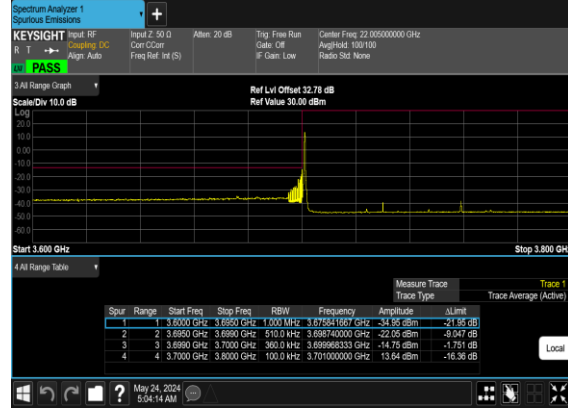 Spectrum Analyzer 1
Spurious Emissions
KEYSIGHT Input: RF Input Z: 50 Ω Atten: 20 dB Trig: Free Run Center Freq: 22.005000000 GHz
R T Coupling: DC Corr CCorr Gate: Off Avg|Hold: 100/100
Align: Auto Freq Ref: Int (S) IF Gain: Low Radio Std: None
PASS
3 All Range Graph
Ref Lvl Offset 32.78 dB
Scale/Div 10.0 dB Ref Value 30.00 dBm
Log
20.0
10.0
0.00
-10.0
-20.0
-30.0
-40.0
-50.0
-60.0
Start 3.600 GHz Stop 3.800 GH
4 All Range Table
Measure Trace Trace 1
Trace Type Trace Average (Active)
Spur Range Start Freq Stop Freq RBW Frequency Amplitude ΔLimit
1 1 3.6000 GHz 3.6950 GHz 1.000 MHz 3.675841667 GHz -34.95 dBm -21.95 dB
2 2 3.6950 GHz 3.6990 GHz 510.0 kHz 3.698740000 GHz -22.05 dBm -9.047 dB
3 3 3.6990 GHz 3.7000 GHz 360.0 kHz 3.699968333 GHz -14.75 dBm -1.751 dB
4 4 3.7000 GHz 3.8000 GHz 100.0 kHz 3.701000000 GHz 13.64 dBm -16.36 dB
Local
May 24, 2024
5:04:14 AM